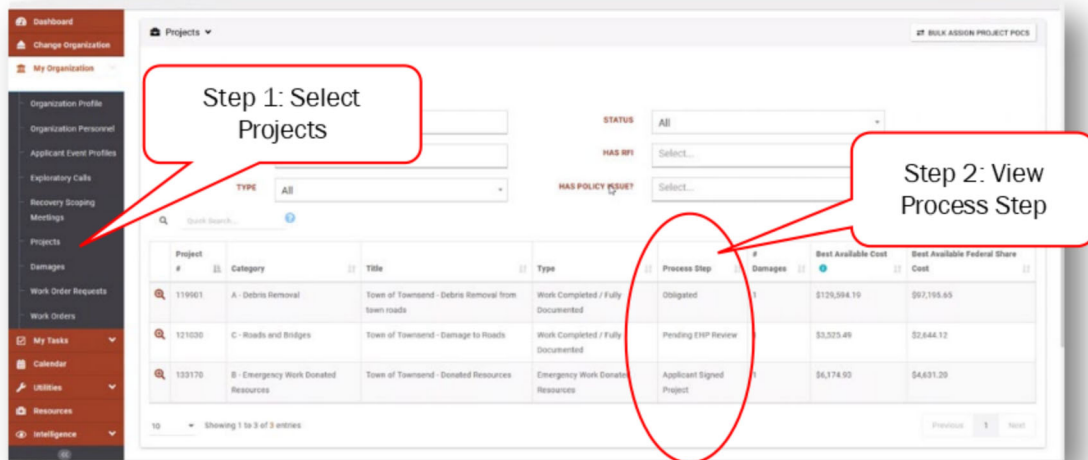 Dashboard
Change Organization
My Organization
Organization Profile
Organization Personnel
Applicant Event Profiles
Exploratory Calls
Recovery Scoping
Meetings
Projects
Damages
Work Order Requests
Work Orders
My Tasks
Calendar
Utilities
Resources
Intelligence
Projects
BULK ASSIGN PROJECT POCS
Step 1: Select
Projects
STATUS All
HAS RFI Select...
TYPE All
HAS POLICY ISSUE? Select...
Step 2: View
Process Step
Quick Search...
Project
# Category Title Type Process Step
#
Damages
Best Available Cost
Best Available Federal Share
Cost
119901 A - Debris Removal Town of Townsend - Debris Removal from
town roads
Work Completed / Fully
Documented
Obligated 1 $129,594.19 $97,195.65
121030 C - Roads and Bridges Town of Townsend - Damage to Roads Work Completed / Fully
Documented
Pending EHP Review $3,525.49 $2,644.12
133170 B - Emergency Work Donated
Resources
Town of Townsend - Donated Resources Emergency Work Donated
Resources
Applicant Signed
Project
1 $6,174.93 $4,631.20
10 Showing 1 to 3 of 3 entries
Previous 1 Next